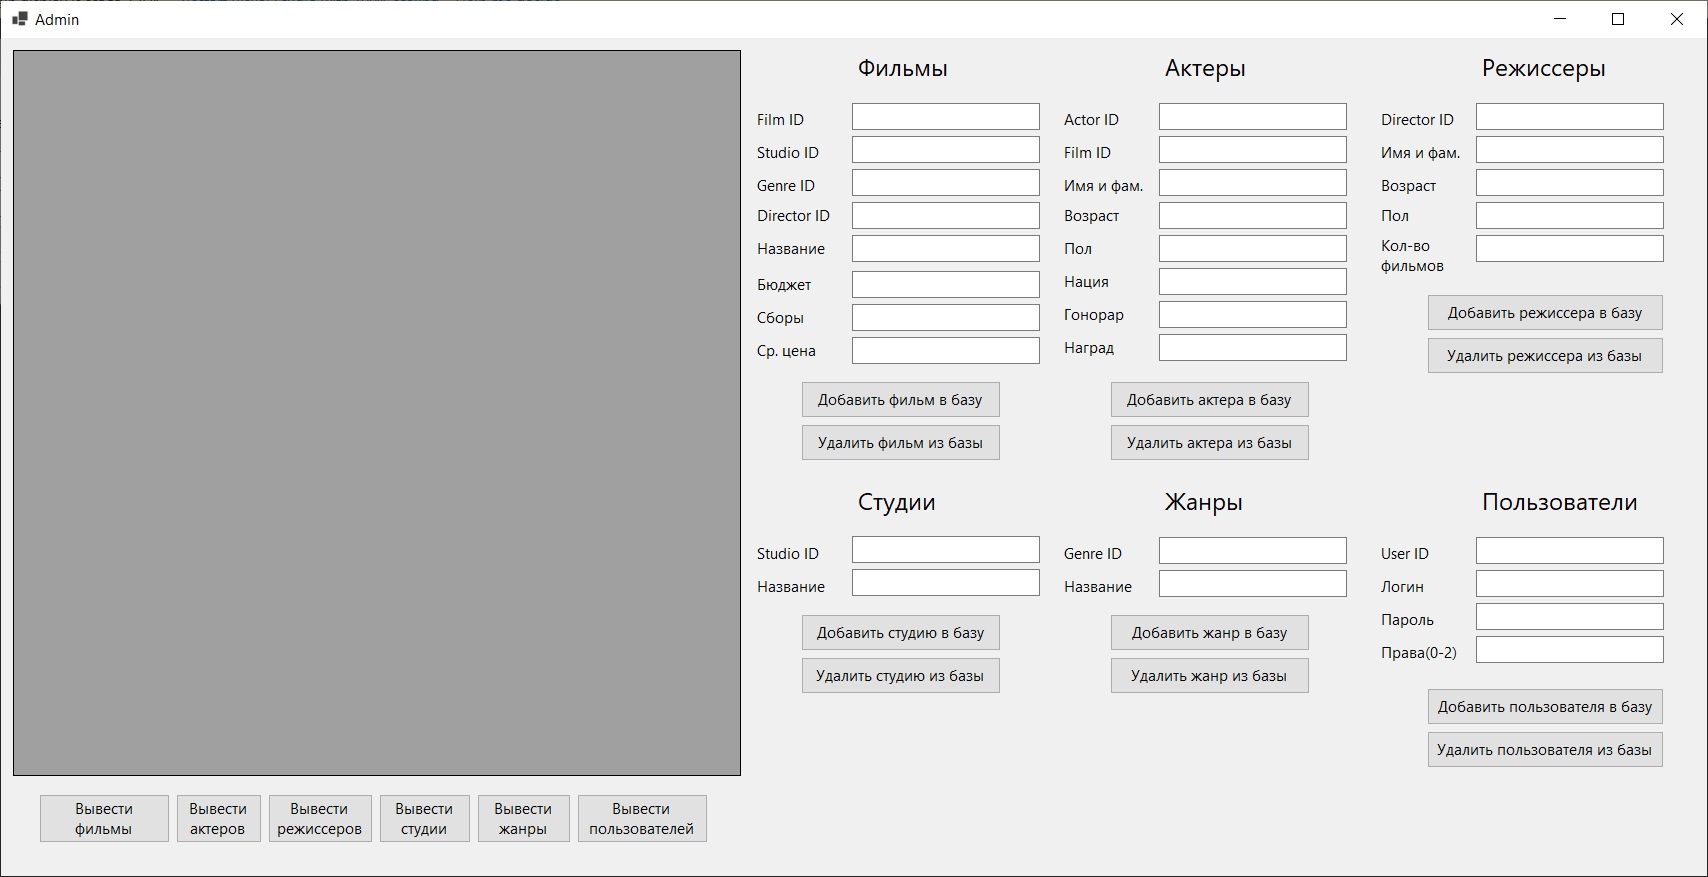 Admin
Фильмы
Film ID
Studio ID
Genre ID
Director ID
Название
Бюджет
Сборы
Ср. цена
Добавить фильм в базу
Удалить фильм из базы
Актеры
Actor ID
Film ID
Имя и фам.
Возраст
Пол
Нация
Гонорар
Наград
Добавить актера в базу
Удалить актера из базы
Режиссеры
Director ID
Имя и фам.
Возраст
Пол
Кол-во
фильмов
Добавить режиссера в базу
Удалить режиссера из базы
Студии
Studio ID
Название
Добавить студию в базу
Удалить студию из базы
Жанры
Genre ID
Название
Добавить жанр в базу
Удалить жанр из базы
Пользователи
User ID
Логин
Пароль
Права(0-2)
Добавить пользователя в базу
Удалить пользователя из базы
Вывести
фильмы
Вывести
актеров
Вывести
режиссеров
Вывести
студии
Вывести
жанры
Вывести
пользователей